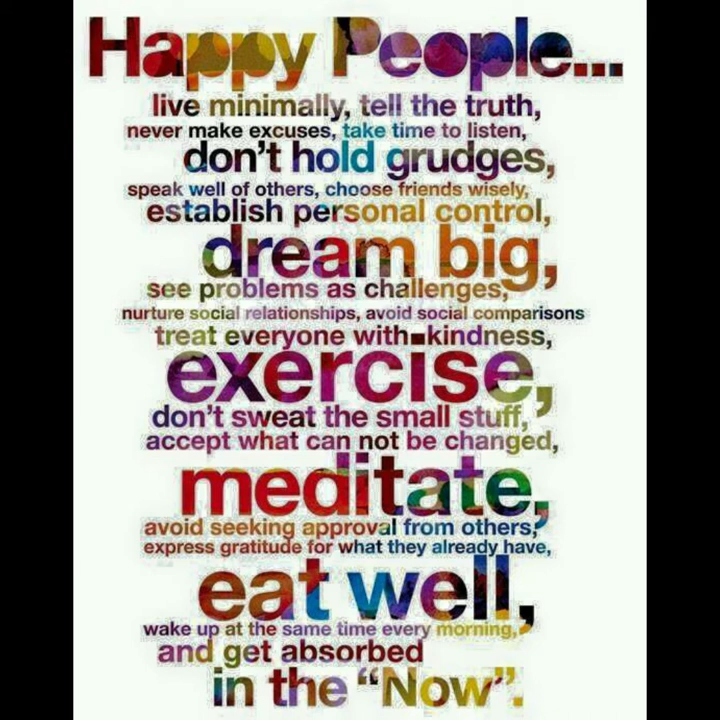 Happy People...
live minimally, tell the truth,
never make excuses, take time to listen,
don't hold grudges,
speak well of others, choose friends wisely,
establish personal control,
dream big,
see problems as challenges,
nurture social relationships, avoid social comparisons
treat everyone with kindness,
exercise,
don't sweat the small stuff,
accept what can not be changed,
meditate,
avoid seeking approval from others,
express gratitude for what they already have,
eat well,
wake up at the same time every morning,
and get absorbed
in the "Now".